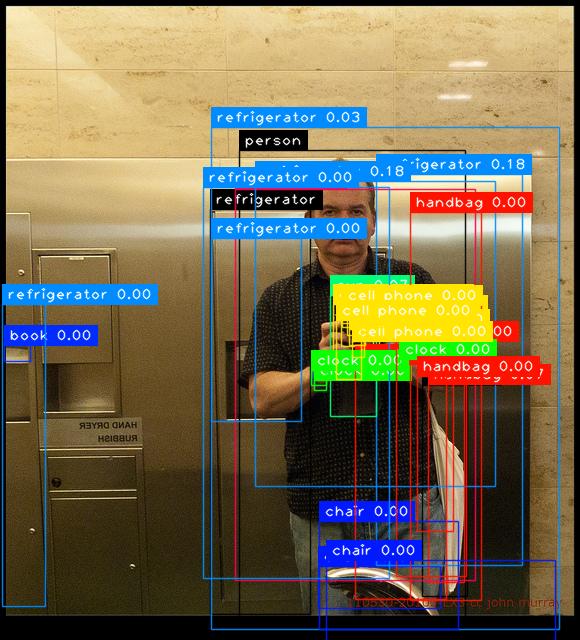 refrigerator 0.03
person
refrigerator 0.18
0.18
refrigerator 0.00
refrigerator
handbag 0.00
refrigerator 0.00
refrigerator 0.00
cell phone 0.00
cell phone 0.00
cell phone 0.00
book 0.00
clock 0.00
clock 0.00
handbag 0.00
HAND DRYER
RUBBISH
chair 0.00
chair 0.00
john murray